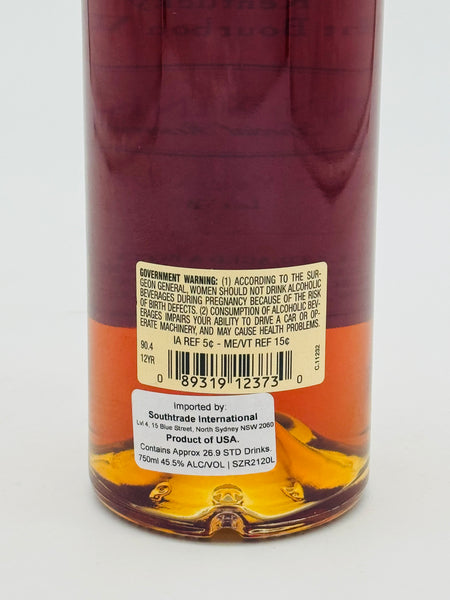 GOVERNMENT WARNING: (1) ACCORDING TO THE SUR-
GEON GENERAL, WOMEN SHOULD NOT DRINK ALCOHOLIC
BEVERAGES DURING PREGNANCY BECAUSE OF THE RISK
OF BIRTH DEFECTS. (2) CONSUMPTION OF ALCOHOLIC BEV-
ERAGES IMPAIRS YOUR ABILITY TO DRIVE A CAR OR OP-
ERATE MACHINERY, AND MAY CAUSE HEALTH PROBLEMS.
IA REF 5¢ - ME/VT REF 15¢
90.4
12YR
0 89319 12373 0
C.11232
Imported by:
Southtrade International
Lvl 4, 15 Blue Street, North Sydney NSW 2060
Product of USA.
Contains Approx 26.9 STD Drinks.
750ml 45.5% ALC/VOL | SZR2120L